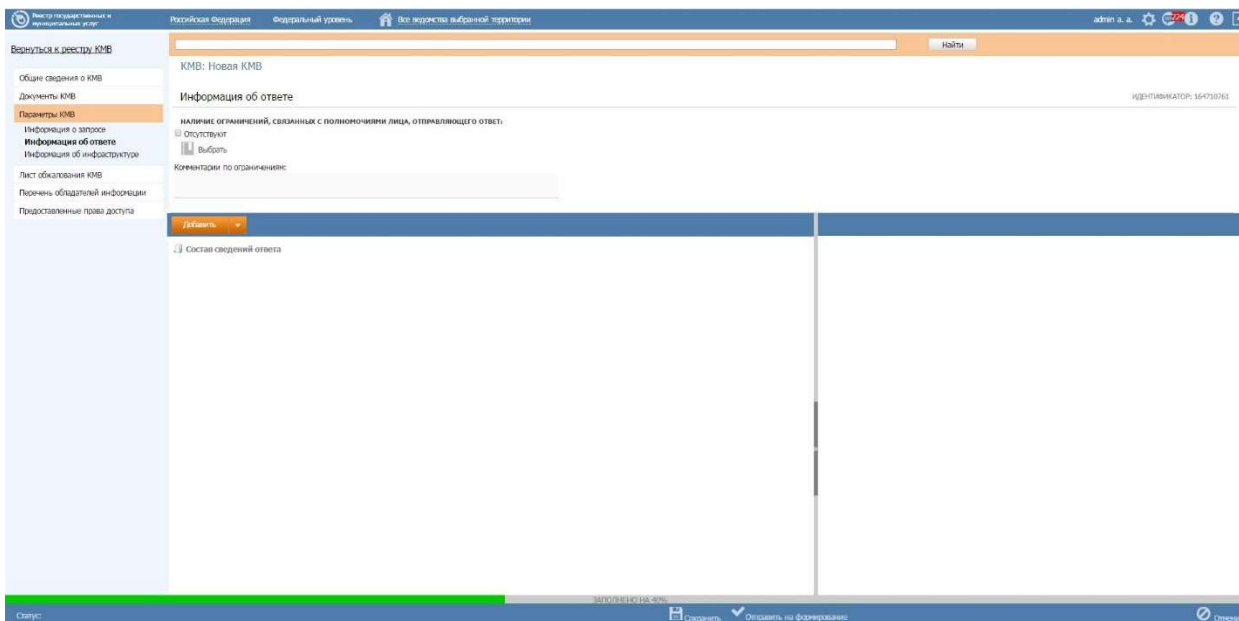 Реестр государственных и
муниципальных услуг
Российская Федерация Федеральный уровень Все ведомства выбранной территории
admin a. a. 224
Вернуться к реестру КМВ
Найти
КМВ: Новая КМВ
Общие сведения о КМВ
Документы КМВ
Параметры КМВ
Информация о запросе
Информация об ответе
Информация об инфраструктуре
Лист обжалования КМВ
Перечень обладателей информации
Предоставленные права доступа
Информация об ответе
ИДЕНТИФИКАТОР: 164710761
НАЛИЧИЕ ОГРАНИЧЕНИЙ, СВЯЗАННЫХ С ПОЛНОМОЧИЯМИ ЛИЦА, ОТПРАВЛЯЮЩЕГО ОТВЕТ:
Отсутствуют
Выбрать
Комментарии по ограничениям:
Добавить
Состав сведений ответа
ЗАПОЛНЕНО НА 40%
Статус:
Сохранить
Отправить на формирование